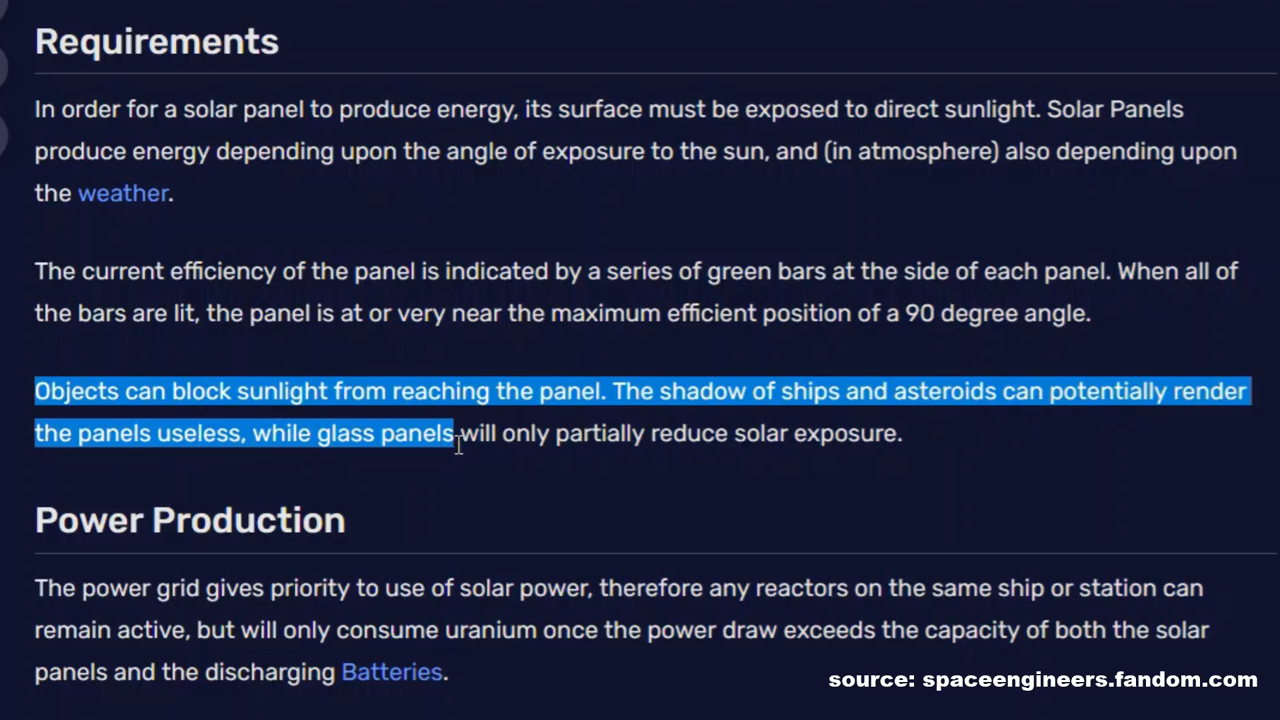 Requirements
In order for a solar panel to produce energy, its surface must be exposed to direct sunlight. Solar Panels
produce energy depending upon the angle of exposure to the sun, and (in atmosphere) also depending upon
the weather.
The current efficiency of the panel is indicated by a series of green bars at the side of each panel. When all of
the bars are lit, the panel is at or very near the maximum efficient position of a 90 degree angle.
Objects can block sunlight from reaching the panel. The shadow of ships and asteroids can potentially render
the panels useless, while glass panels will only partially reduce solar exposure.
Power Production
The power grid gives priority to use of solar power, therefore any reactors on the same ship or station can
remain active, but will only consume uranium once the power draw exceeds the capacity of both the solar
panels and the discharging Batteries.
source: spaceengineers.fandom.com